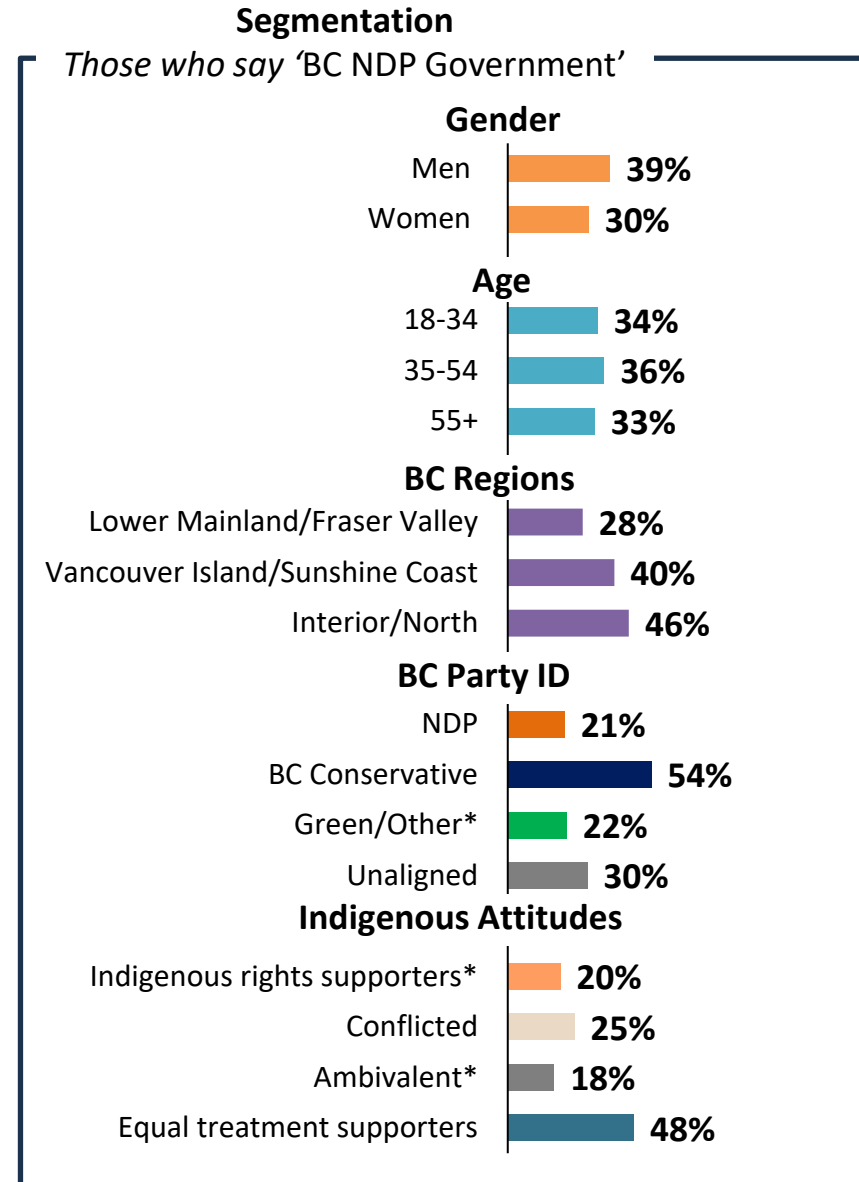 Segmentation
Those who say ‘BC NDP Government’
Gender
Men 39%
Women 30%
Age
18-34 34%
35-54 36%
55+ 33%
BC Regions
Lower Mainland/Fraser Valley 28%
Vancouver Island/Sunshine Coast 40%
Interior/North 46%
BC Party ID
NDP 21%
BC Conservative 54%
Green/Other* 22%
Unaligned 30%
Indigenous Attitudes
Indigenous rights supporters* 20%
Conflicted 25%
Ambivalent* 18%
Equal treatment supporters 48%